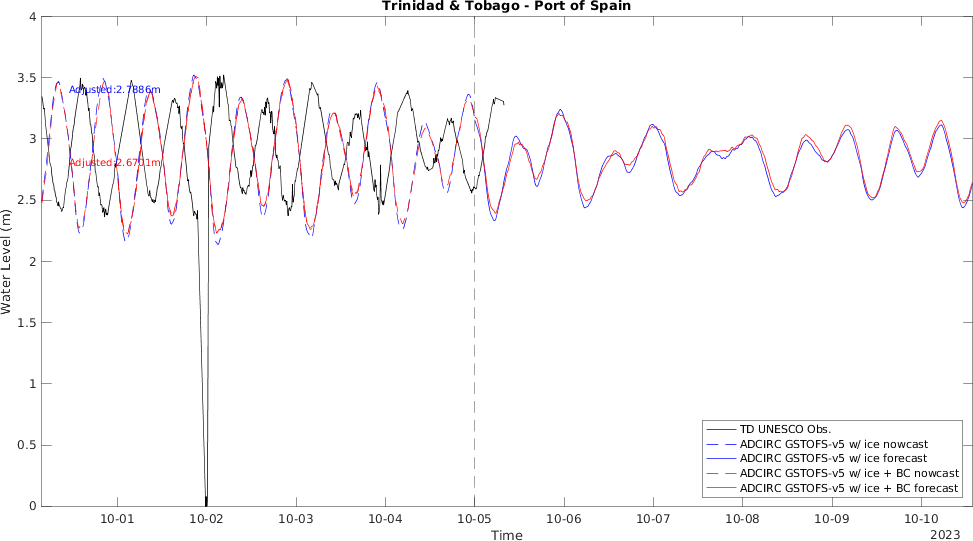 Trinidad & Tobago - Port of Spain
4
3.5
3
2.5
2
1.5
1
0.5
0
Water Level (m)
Adjusted:2.7886m
Adjusted:2.6701m
TD UNESCO Obs.
ADCIRC GSTOFS-v5 w/ ice nowcast
ADCIRC GSTOFS-v5 w/ ice forecast
ADCIRC GSTOFS-v5 w/ ice + BC nowcast
ADCIRC GSTOFS-v5 w/ ice + BC forecast
10-01 10-02 10-03 10-04 10-05 10-06 10-07 10-08 10-09 10-10
Time
2023